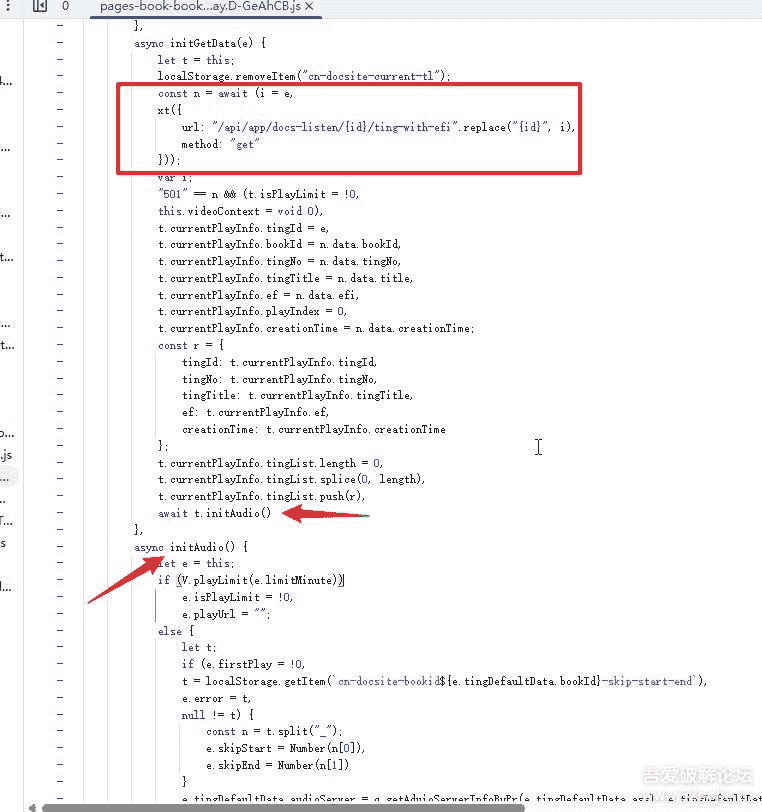 0 pages-book-book...ay.D-GeAhCB.js ×
},
async initGetData(e) {
let t = this;
localStorage.removeItem("cn-docsite-current-tl");
const n = await (i = e,
xt({
url: "/api/app/docs-listen/{id}/ting-with-efi".replace("{id}", i),
method: "get"
}));
var i;
"501" == n && (t.isPlayLimit = !0,
this.videoContext = void 0),
t.currentPlayInfo.tingId = e,
t.currentPlayInfo.bookId = n.data.bookId,
t.currentPlayInfo.tingNo = n.data.tingNo,
t.currentPlayInfo.tingTitle = n.data.title,
t.currentPlayInfo.ef = n.data.efi,
t.currentPlayInfo.playIndex = 0,
t.currentPlayInfo.creationTime = n.data.creationTime;
const r = {
tingId: t.currentPlayInfo.tingId,
tingNo: t.currentPlayInfo.tingNo,
tingTitle: t.currentPlayInfo.tingTitle,
ef: t.currentPlayInfo.ef,
creationTime: t.currentPlayInfo.creationTime
};
t.currentPlayInfo.tingList.length = 0,
t.currentPlayInfo.tingList.splice(0, length),
t.currentPlayInfo.tingList.push(r),
await t.initAudio()
},
async initAudio() {
let e = this;
if (V.playLimit(e.limitMinute))
e.isPlayLimit = !0,
e.playUrl = "";
else {
let t;
if (e.firstPlay = !0,
t = localStorage.getItem(`cn-docsite-bookid${e.tingDefaultData.bookId}-skip-start-end`),
e.error = t,
null != t) {
const n = t.split("_");
e.skipStart = Number(n[0]),
e.skipEnd = Number(n[1])
}
吾爱破解论坛